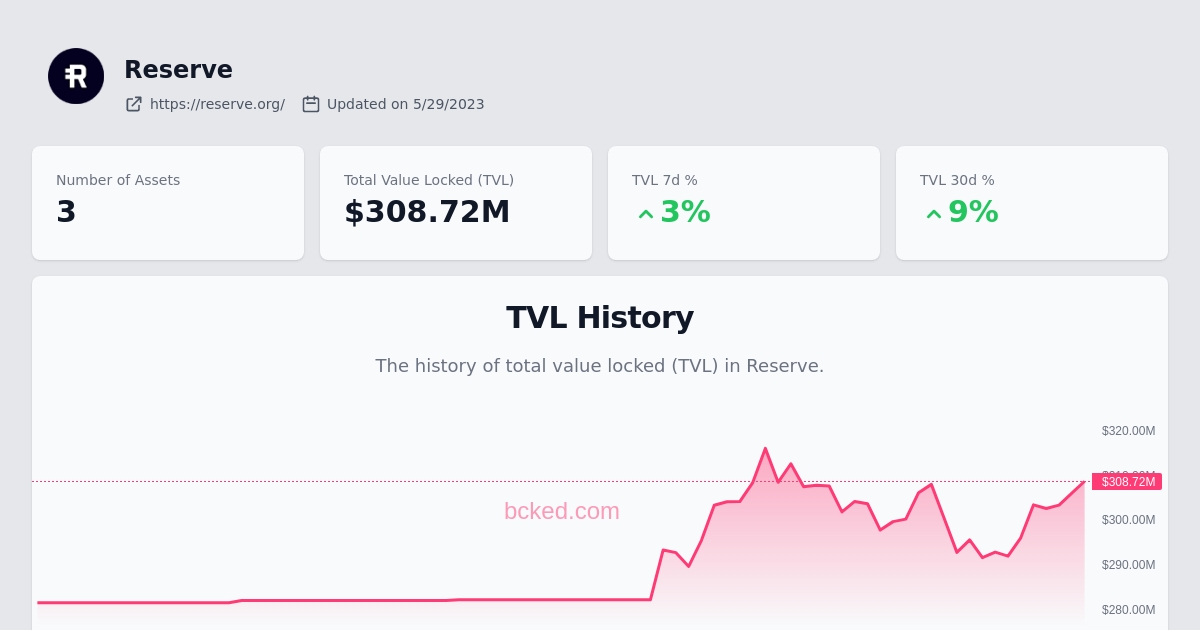 Reserve
https://reserve.org/ Updated on 5/29/2023
Number of Assets
3
Total Value Locked (TVL)
$308.72M
TVL 7d %
3%
TVL 30d %
9%
TVL History
The history of total value locked (TVL) in Reserve.
$320.00M
$308.72M
bcked.com
$300.00M
$290.00M
$280.00M